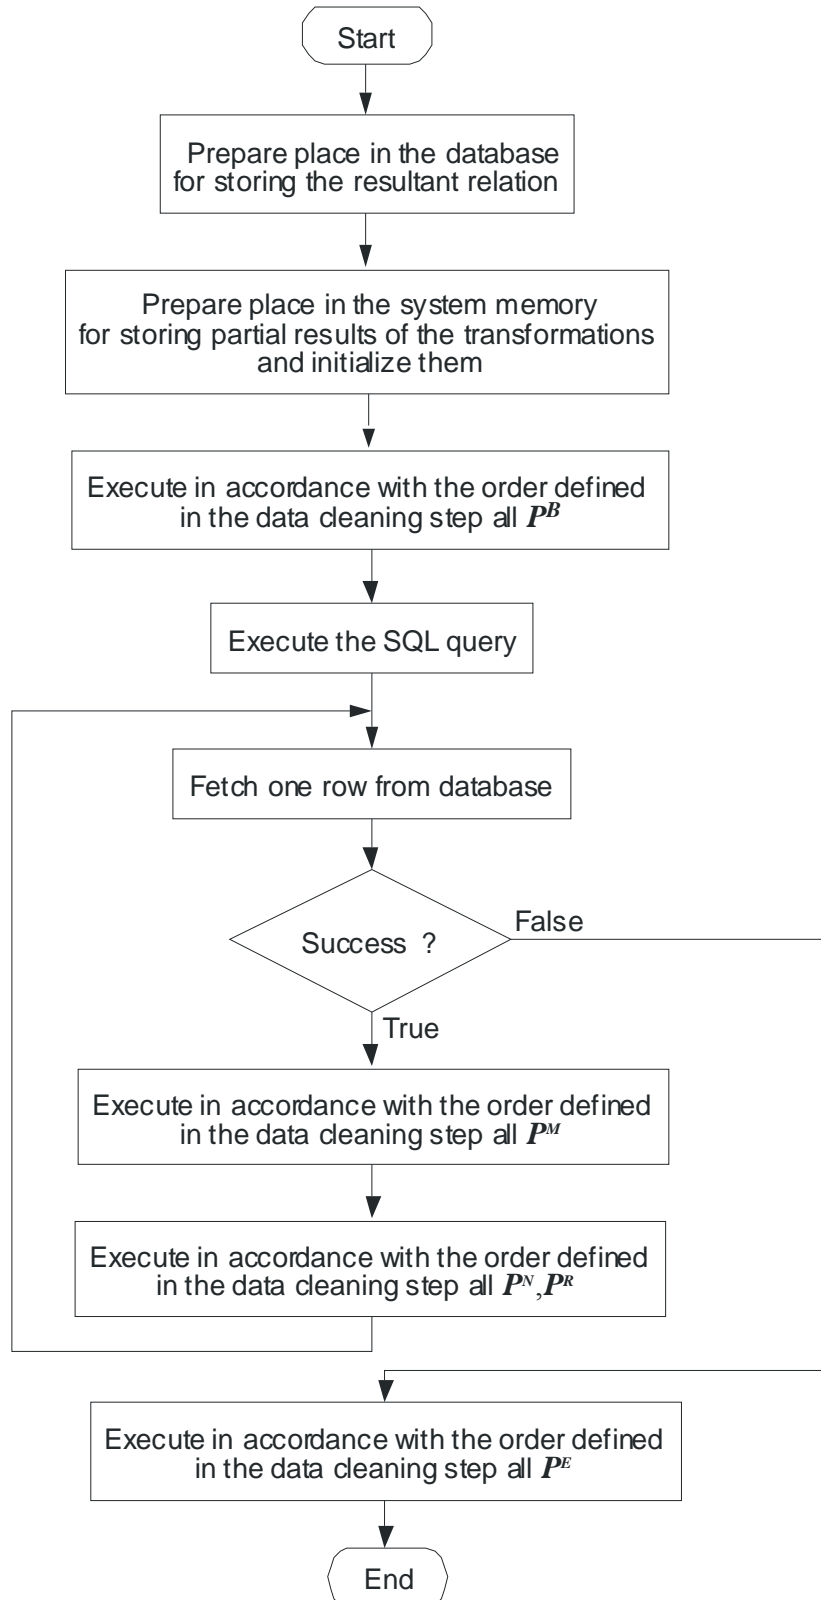 Start
Prepare place in the database
for storing the resultant relation
Prepare place in the system memory
for storing partial results of the transformations
and initialize them
Execute in accordance with the order defined
in the data cleaning step all P^B
Execute the SQL query
Fetch one row from database
Success ?
False
True
Execute in accordance with the order defined
in the data cleaning step all P^M
Execute in accordance with the order defined
in the data cleaning step all P^N,P^R
Execute in accordance with the order defined
in the data cleaning step all P^E
End